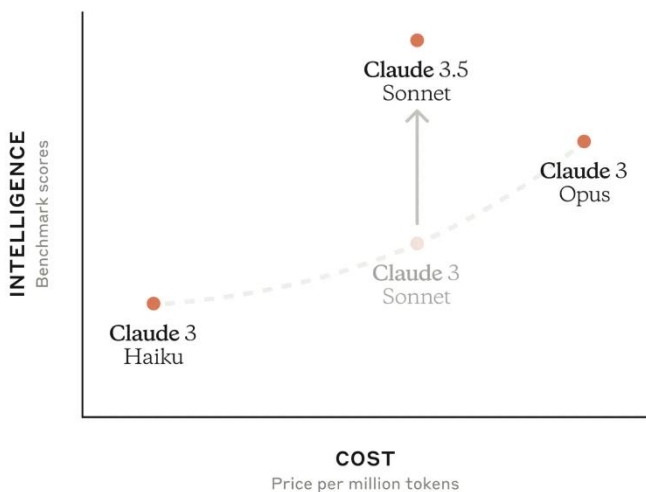 INTELLIGENCE
Benchmark scores
Claude 3.5
Sonnet
Claude 3
Opus
Claude 3
Sonnet
Claude 3
Haiku
COST
Price per million tokens